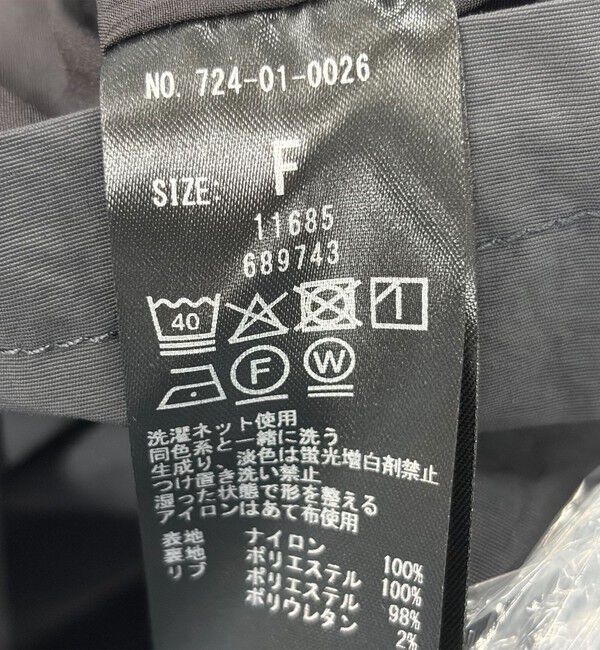 NO. 724-01-0026
SIZE: F
11685
689743
40
F W
洗濯ネット使用
同色系と一緒に洗う
生成り、淡色は蛍光増白剤禁止
つけ置き洗い禁止
湿った状態で形を整える
アイロンはあて布使用
表地 ナイロン 100%
裏地 ポリエステル 100%
リブ ポリエステル 98%
ポリウレタン 2%